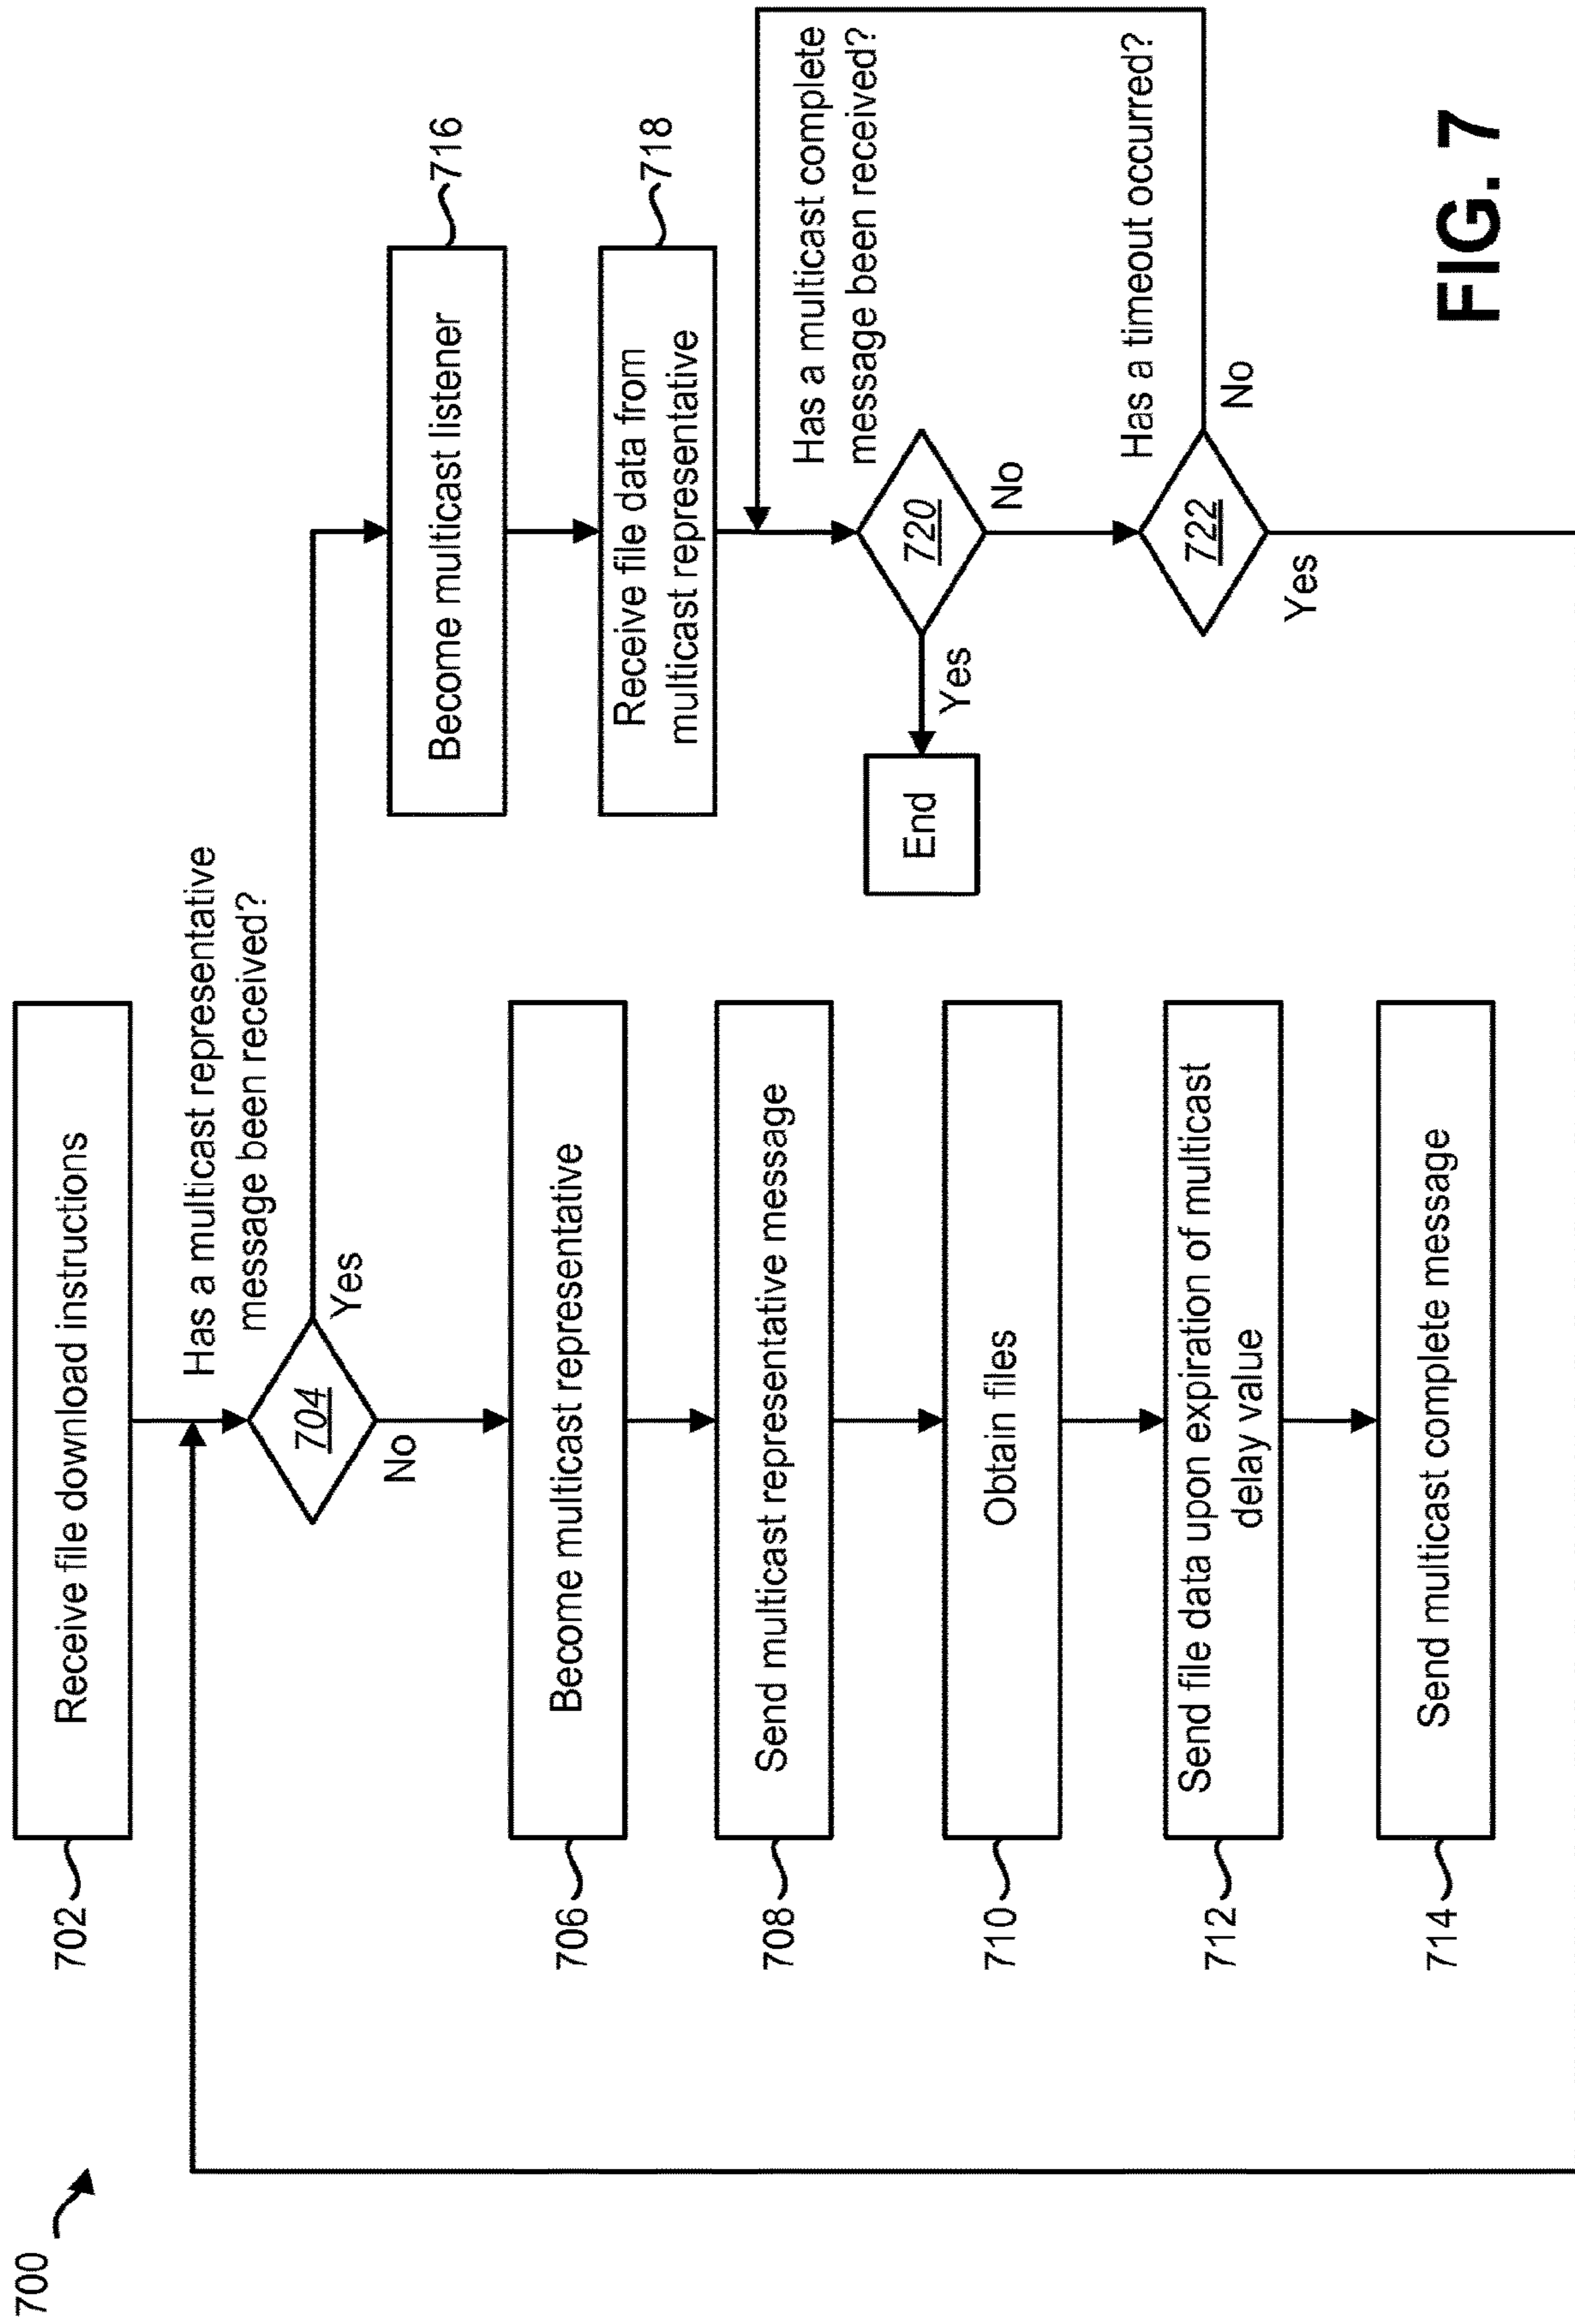 700
702
Receive file download instructions
Has a multicast representative
message been received?
704
Yes
No
706
Become multicast representative
708
Send multicast representative message
710
Obtain files
712
Send file data upon expiration of multicast
delay value
714
Send multicast complete message
Become multicast listener
716
Receive file data from
multicast representative
718
Has a multicast complete
message been received?
720
Yes
No
End
Has a timeout occurred?
722
No
Yes
FIG. 7